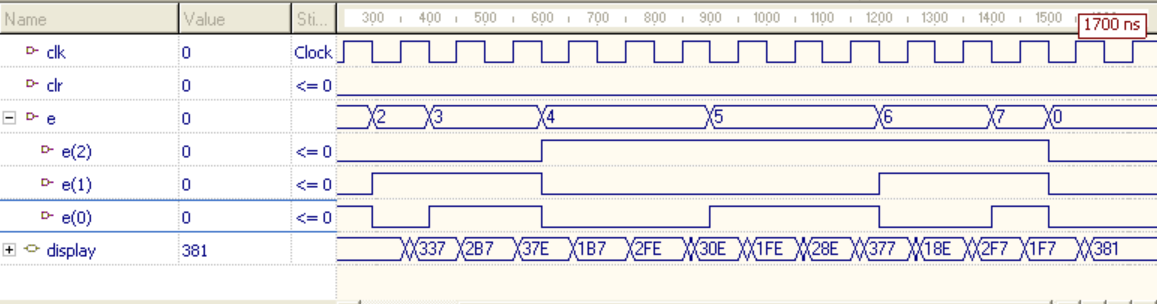 Name Value Sti... 300 400 500 600 700 800 900 1000 1100 1200 1300 1400 1500 1700 ns
clk 0 Clock
clr 0 <= 0
e 0 2 3 4 5 6 7 0
e(2) 0 <= 0
e(1) 0 <= 0
e(0) 0 <= 0
display 381 337 2B7 37E 1B7 2FE 30E 1FE 28E 377 18E 2F7 1F7 381